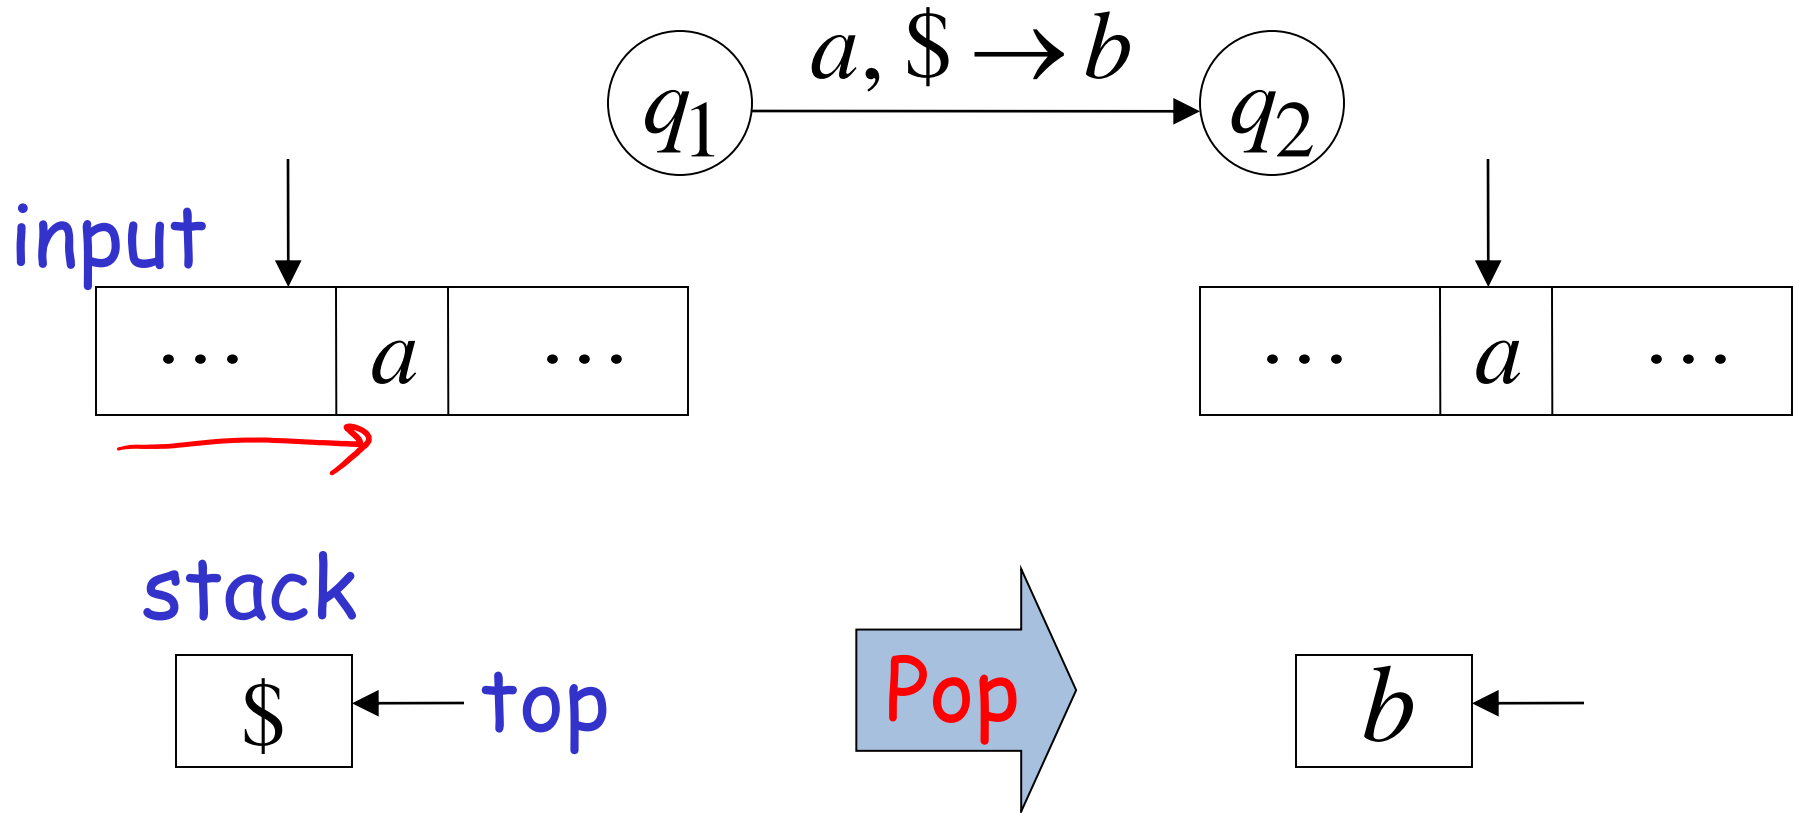 a, $ → b
q₁ q₂
input
... a ... ... a ...
stack
$ top Pop b